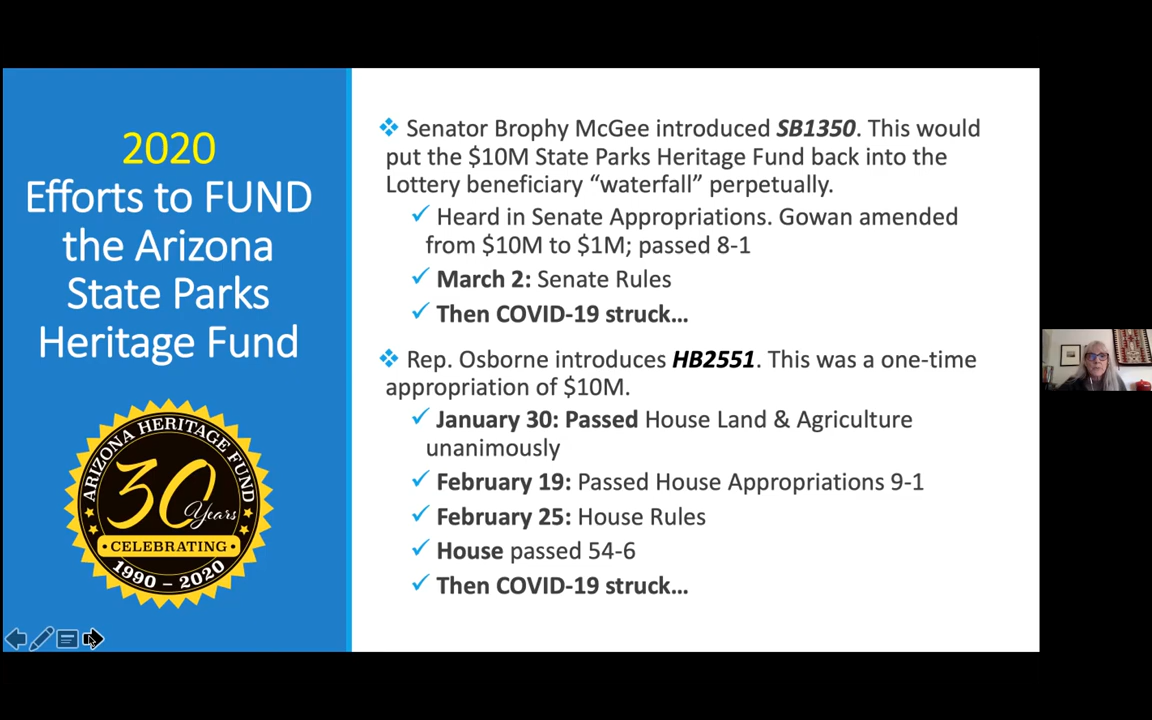 2020
Efforts to FUND
the Arizona
State Parks
Heritage Fund
ARIZONA HERITAGE FUND
30
Years
CELEBRATING
1990 – 2020
❖ Senator Brophy McGee introduced SB1350. This would
put the $10M State Parks Heritage Fund back into the
Lottery beneficiary “waterfall” perpetually.
✓ Heard in Senate Appropriations. Gowan amended
from $10M to $1M; passed 8-1
✓ March 2: Senate Rules
✓ Then COVID-19 struck…
❖ Rep. Osborne introduces HB2551. This was a one-time
appropriation of $10M.
✓ January 30: Passed House Land & Agriculture
unanimously
✓ February 19: Passed House Appropriations 9-1
✓ February 25: House Rules
✓ House passed 54-6
✓ Then COVID-19 struck…